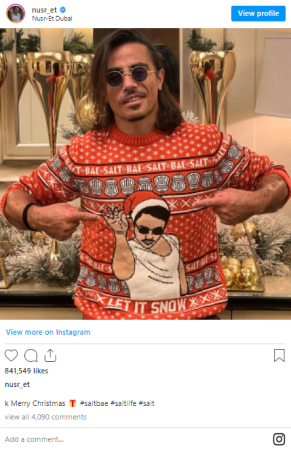 nusr_et
Nusr-Et Dubai
View profile
BAE-SALT-BAE-SALT-BAE-SALT
LET IT SNOW
View more on Instagram
841,549 likes
nusr_et
k Merry Christmas 🎁 #saltbae #saltlife #salt
view all 4,090 comments
Add a comment...